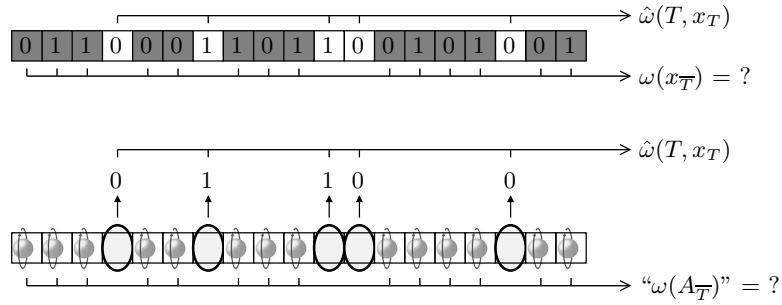 ω̂(T, x_T)
0 1 1 0 0 0 1 1 0 1 1 0 0 1 0 1 0 0 1
ω(x_T̅) = ?
ω̂(T, x_T)
0 1 1 0 0
“ω(A_T̅)” = ?